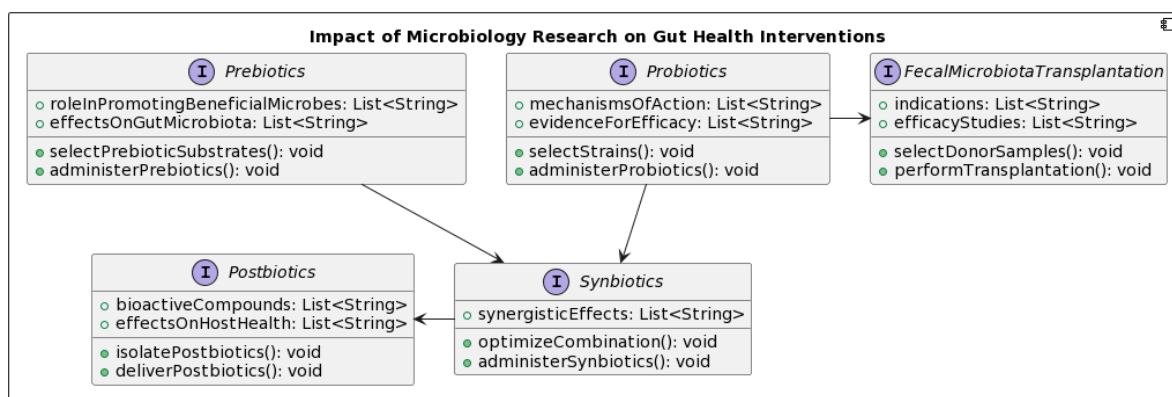 Impact of Microbiology Research on Gut Health Interventions
I Prebiotics
roleInPromotingBeneficialMicrobes: List<String>
effectsOnGutMicrobiota: List<String>
selectPrebioticSubstrates(): void
administerPrebiotics(): void
I Probiotics
mechanismsOfAction: List<String>
evidenceForEfficacy: List<String>
selectStrains(): void
administerProbiotics(): void
I FecalMicrobiotaTransplantation
indications: List<String>
efficacyStudies: List<String>
selectDonorSamples(): void
performTransplantation(): void
I Postbiotics
bioactiveCompounds: List<String>
effectsOnHostHealth: List<String>
isolatePostbiotics(): void
deliverPostbiotics(): void
I Synbiotics
synergisticEffects: List<String>
optimizeCombination(): void
administerSynbiotics(): void